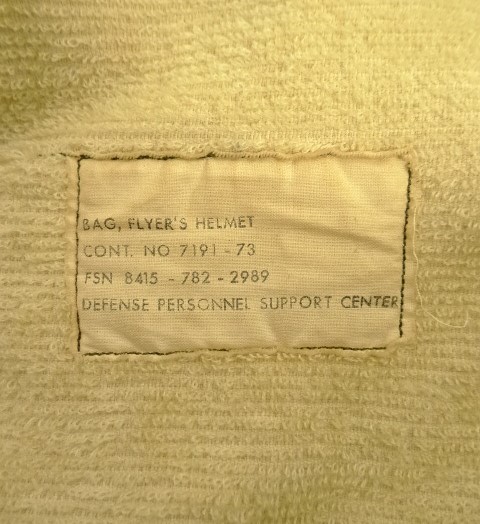 BAG, FLYER'S HELMET
CONT. NO 7191 - 73
FSN 8415 - 782 - 2989
DEFENSE PERSONNEL SUPPORT CENTER